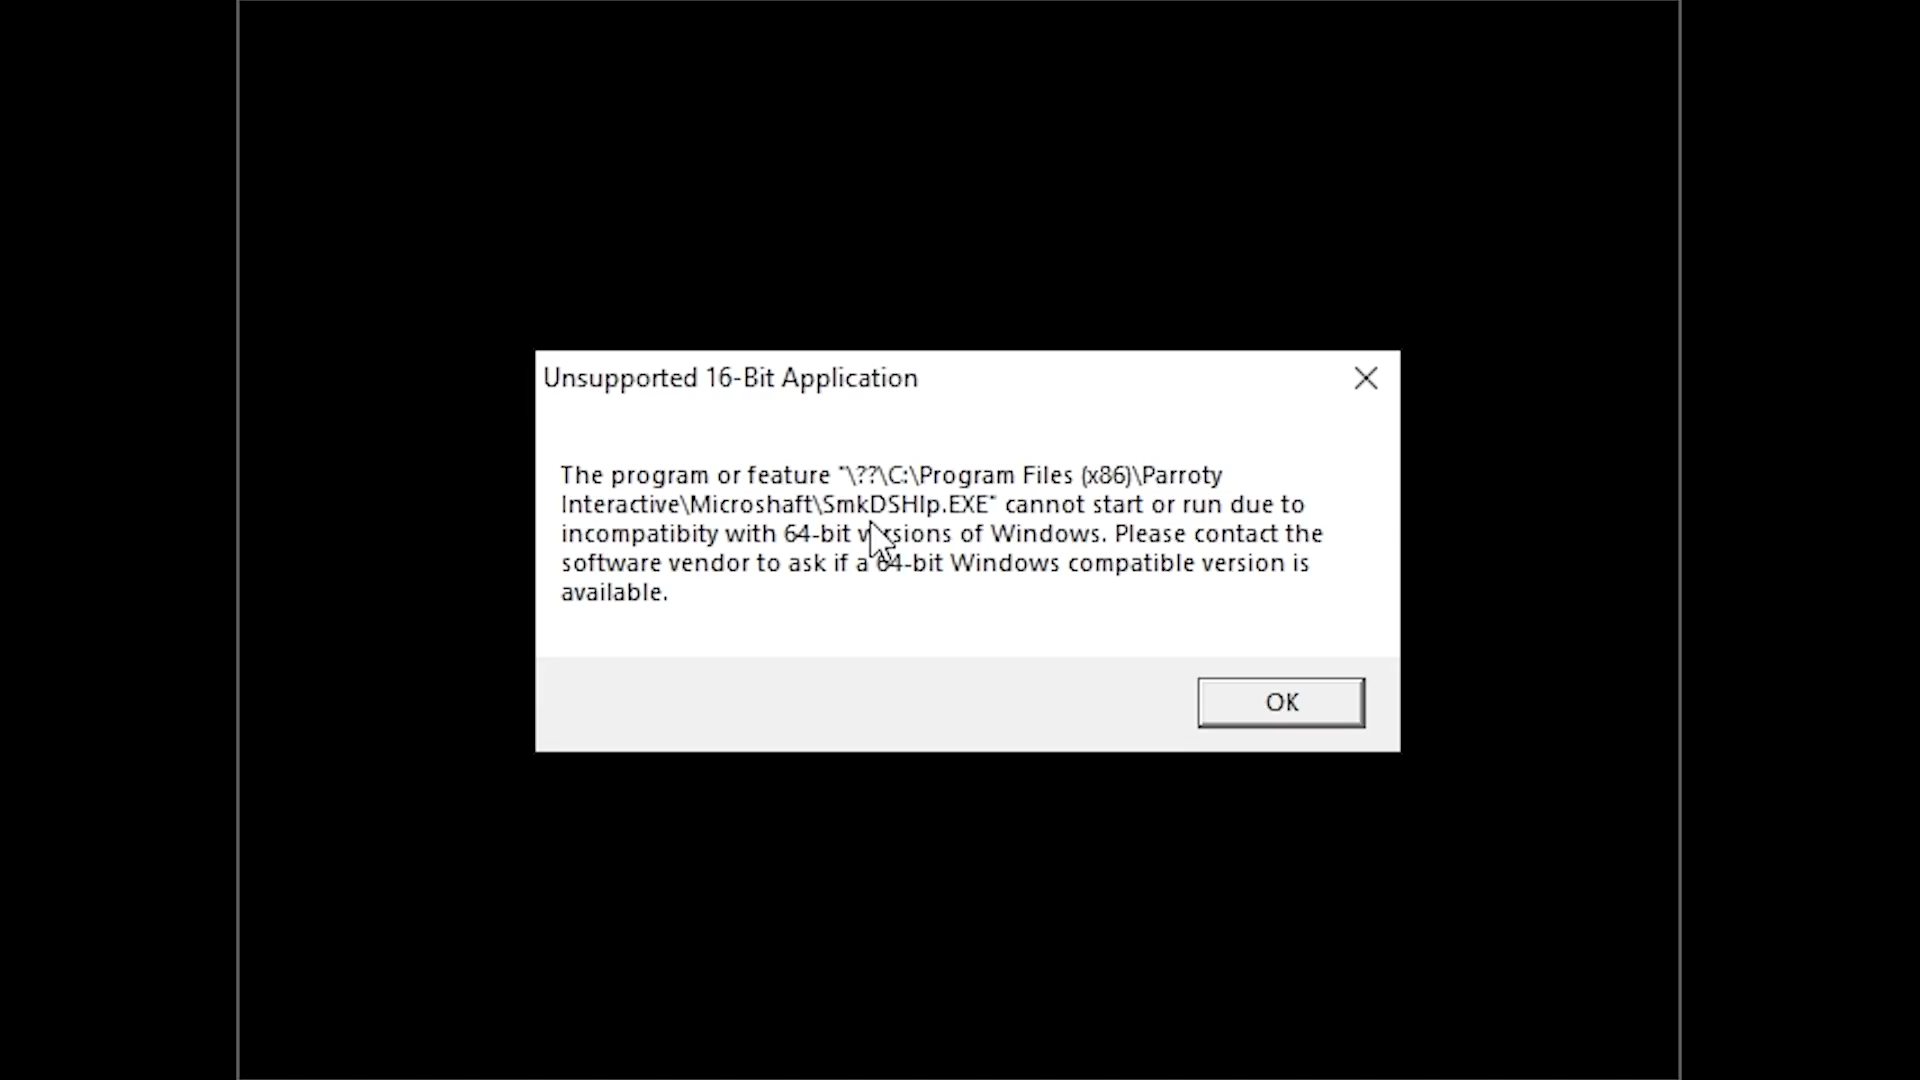 Unsupported 16-Bit Application
The program or feature "\??\C:\Program Files (x86)\Parroty
Interactive\Microshaft\SmkDSHlp.EXE" cannot start or run due to
incompatibity with 64-bit versions of Windows. Please contact the
software vendor to ask if a 64-bit Windows compatible version is
available.
OK